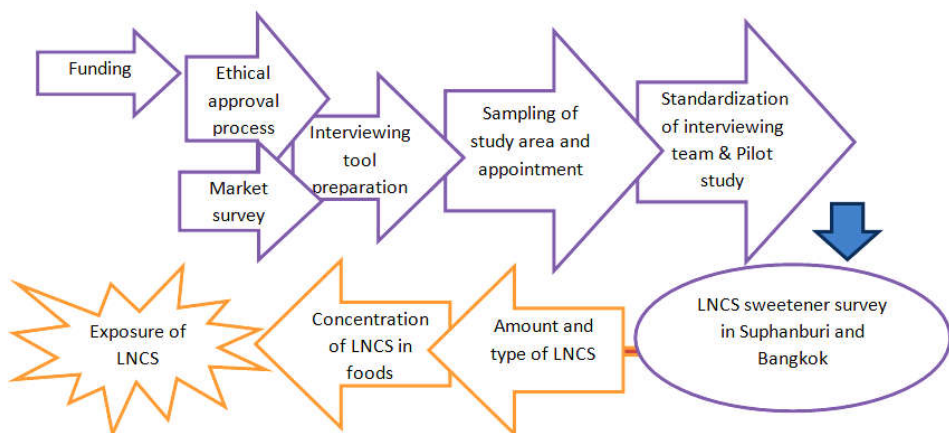 Funding
Ethical
approval
process
Market
survey
Interviewing
tool
preparation
Sampling of
study area and
appointment
Standardization
of interviewing
team & Pilot
study
LNCS sweetener survey
in Suphanburi and
Bangkok
Amount and
type of LNCS
Concentration
of LNCS in
foods
Exposure of
LNCS